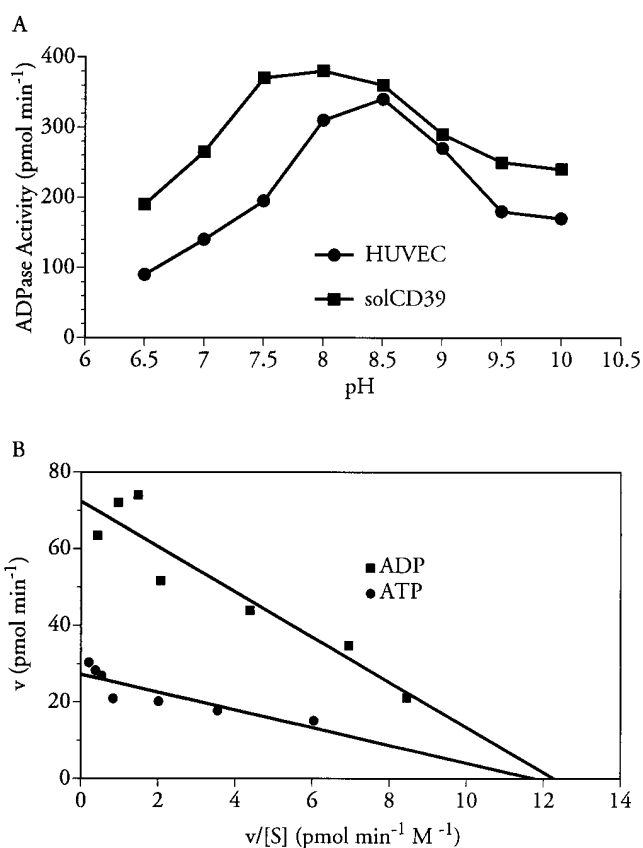 A
ADPase Activity (pmol min⁻¹)
400
300
200
100
0
HUVEC
solCD39
6 6.5 7 7.5 8 8.5 9 9.5 10 10.5
pH
B
v (pmol min⁻¹)
80
60
40
20
0
ADP
ATP
0 2 4 6 8 10 12 14
v/[S] (pmol min⁻¹ M⁻¹)